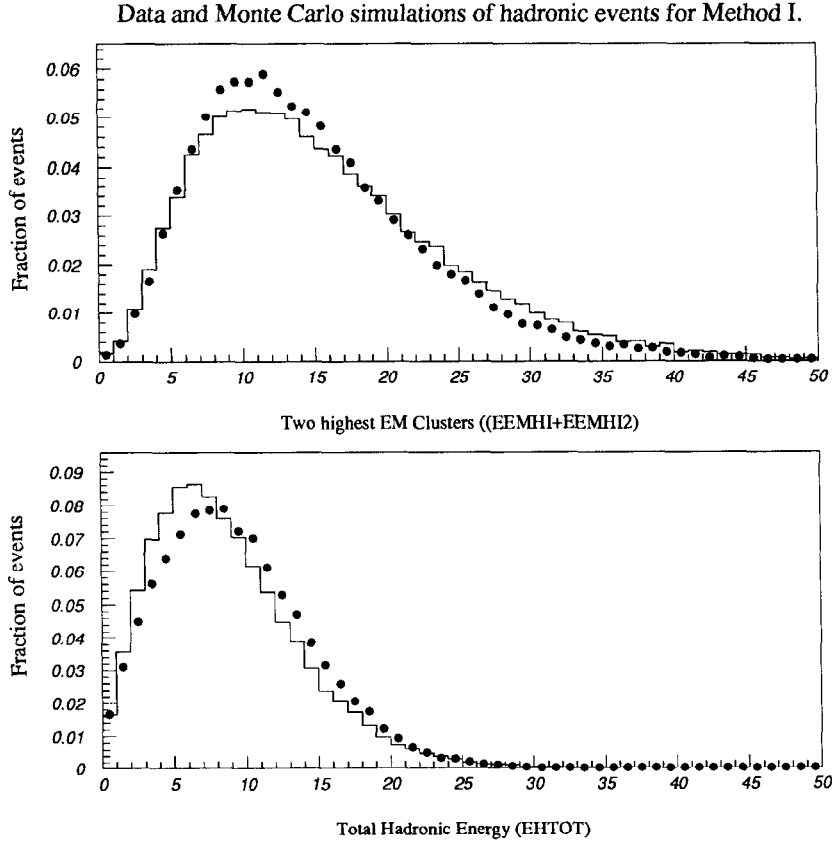 Data and Monte Carlo simulations of hadronic events for Method I.
Fraction of events
0.06
0.05
0.04
0.03
0.02
0.01
0
0 5 10 15 20 25 30 35 40 45 50
Two highest EM Clusters ((EEMHI+EEMHI2)
Fraction of events
0.09
0.08
0.07
0.06
0.05
0.04
0.03
0.02
0.01
0
0 5 10 15 20 25 30 35 40 45 50
Total Hadronic Energy (EHTOT)